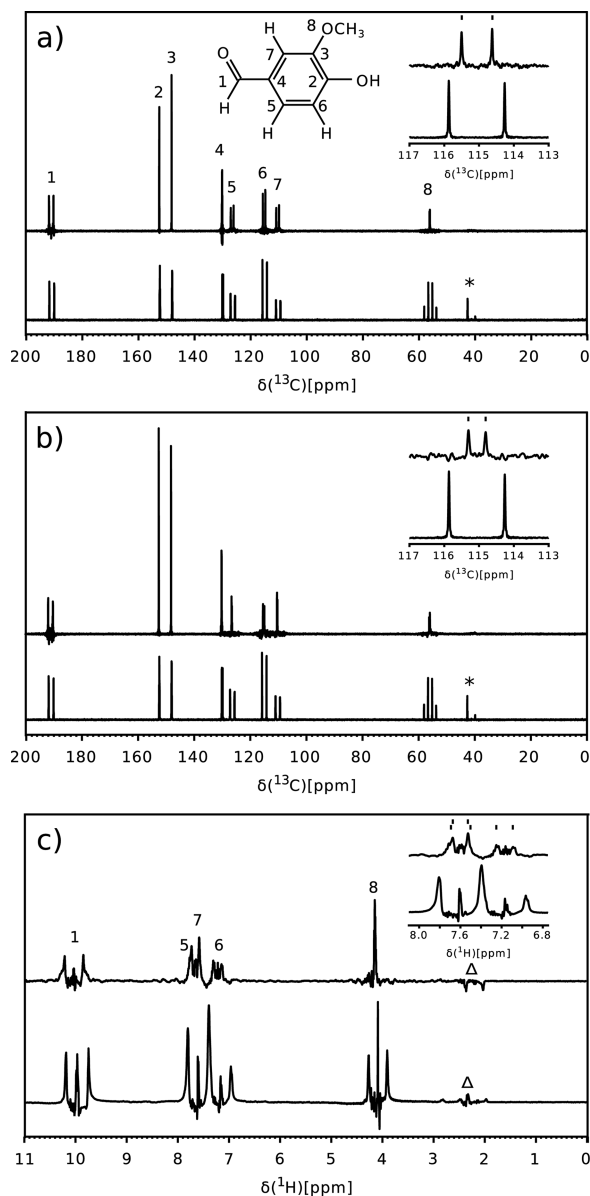 a)
8
H
OCH₃
O
7
3
1
4
2
OH
H
5
6
H
H
117 116 115 114 113
δ(¹³C)[ppm]
1
2
3
4
5
6
7
8
*
200 180 160 140 120 100 80 60 40 20 0
δ(¹³C)[ppm]
b)
117 116 115 114 113
δ(¹³C)[ppm]
*
200 180 160 140 120 100 80 60 40 20 0
δ(¹³C)[ppm]
c)
8.0 7.6 7.2 6.8
δ(¹H)[ppm]
1
5
7
6
8
Δ
Δ
11 10 9 8 7 6 5 4 3 2 1 0
δ(¹H)[ppm]